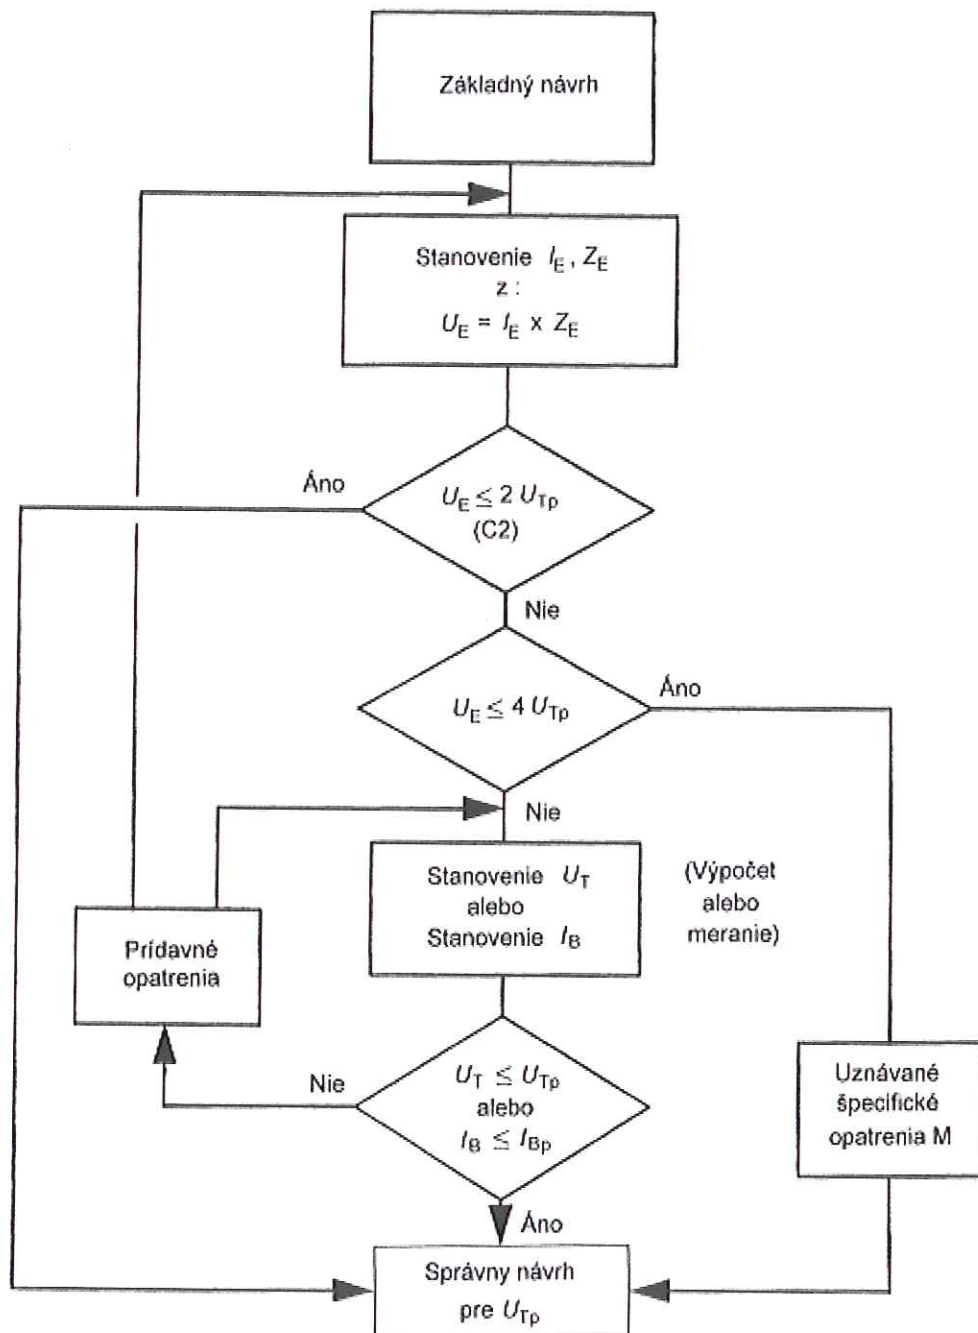 Základný návrh
Stanovenie I_E, Z_E
z :
U_E = I_E x Z_E
Áno
U_E ≤ 2 U_Tp
(C2)
Nie
U_E ≤ 4 U_Tp
Áno
Nie
Stanovenie U_T
alebo
Stanovenie I_B
(Výpočet
alebo
meranie)
Prídavné
opatrenia
Nie
U_T ≤ U_Tp
alebo
I_B ≤ I_Bp
Uznávané
špecifické
opatrenia M
Áno
Správny návrh
pre U_Tp